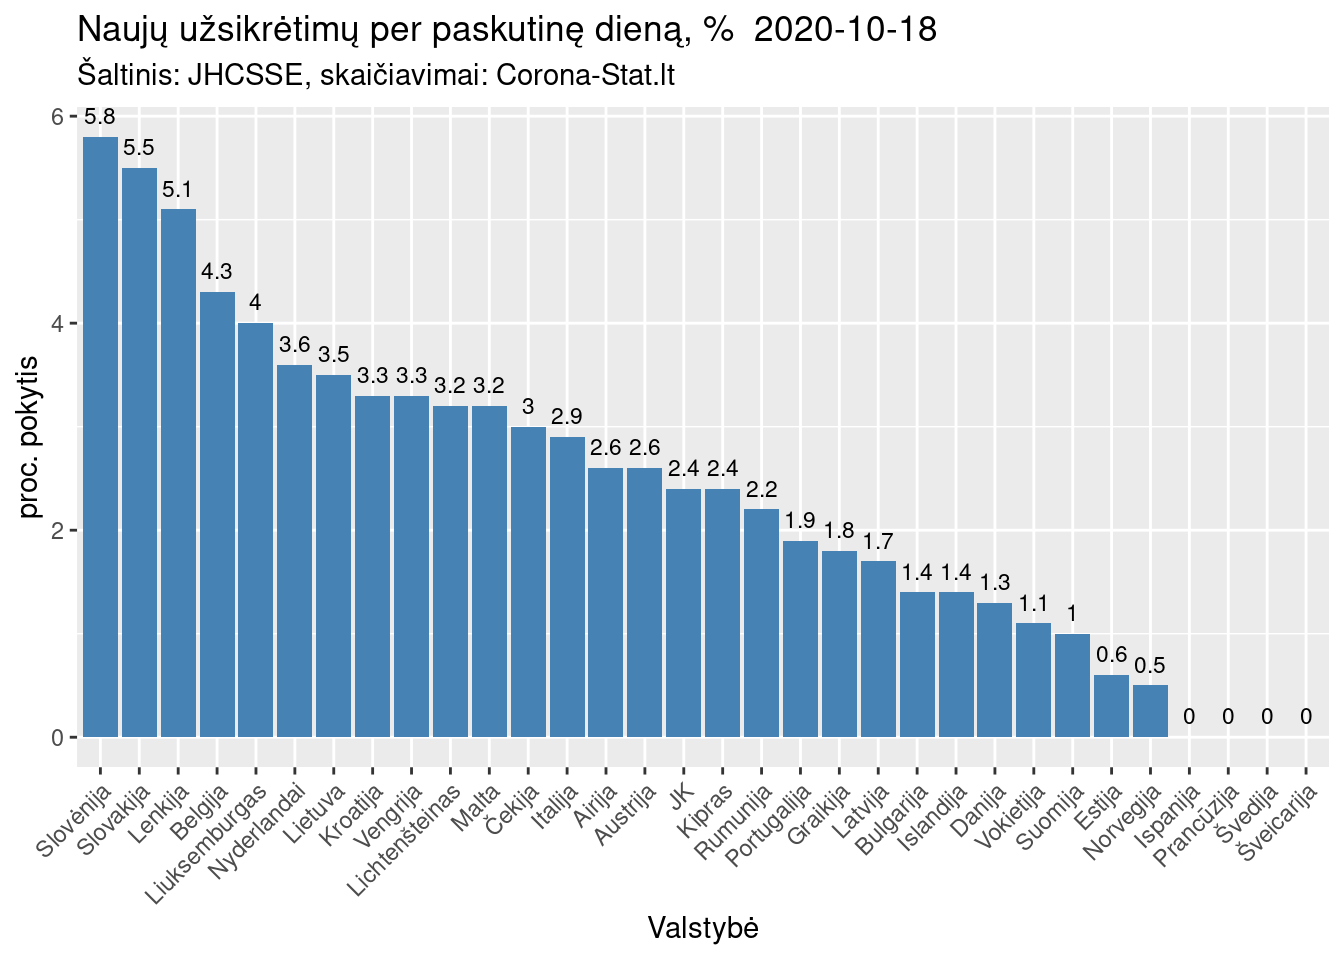 Naujų užsikrėtimų per paskutinę dieną, %  2020-10-18
Šaltinis: JHCSSE, skaičiavimai: Corona-Stat.lt
proc. pokytis
6
4
2
0
5.8
5.5
5.1
4.3
4
3.6
3.5
3.3
3.3
3.2
3.2
3
2.9
2.6
2.6
2.4
2.4
2.2
1.9
1.8
1.7
1.4
1.4
1.3
1.1
1
0.6
0.5
0
0
0
0
Slovėnija
Slovakija
Lenkija
Belgija
Liuksemburgas
Nyderlandai
Lietuva
Kroatija
Vengrija
Lichtenšteinas
Malta
Čekija
Italija
Airija
Austrija
JK
Kipras
Rumunija
Portugalija
Graikija
Latvija
Bulgarija
Islandija
Danija
Vokietija
Suomija
Estija
Norvegija
Ispanija
Prancūzija
Švedija
Šveicarija
Valstybė